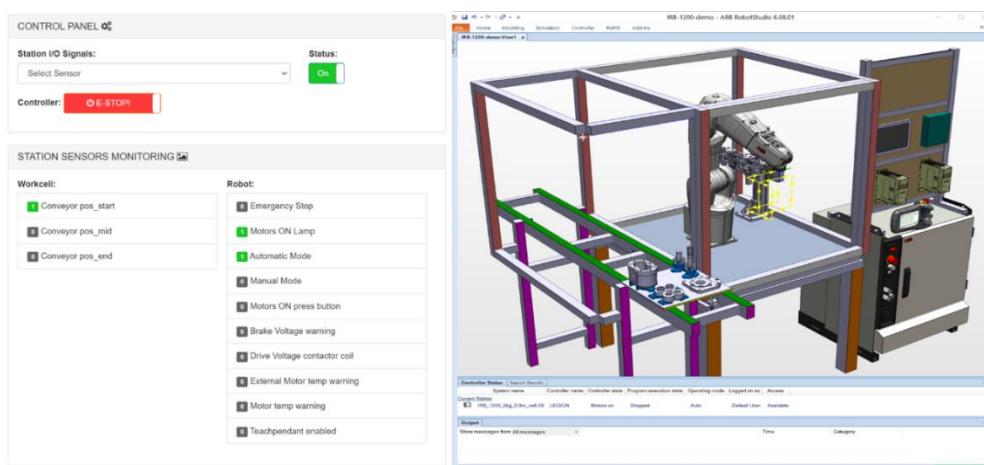 CONTROL PANEL
Station I/O Signals:
Status:
Select Sensor
On
Controller:
E-STOP!
STATION SENSORS MONITORING
Workcell:
Robot:
1 Conveyor pos_start
0 Conveyor pos_mid
0 Conveyor pos_end
0 Emergency Stop
1 Motors ON Lamp
1 Automatic Mode
0 Manual Mode
0 Motors ON press button
0 Brake Voltage warning
0 Drive Voltage contactor coil
0 External Motor temp warning
0 Motor temp warning
0 Teachpendant enabled
IRB-1200-demo - ABB RobotStudio 6.08.01
File Home Modeling Simulation Controller RAPID Add-Ins
IRB-1200-demo:View1
Controller Status Search Results
System name Controller name Controller state Program execution state Operating mode Logged on as Access
Current Station
LEGION Motors on Stopped Auto Default User Available
Output
Show messages from: All messages Time Category